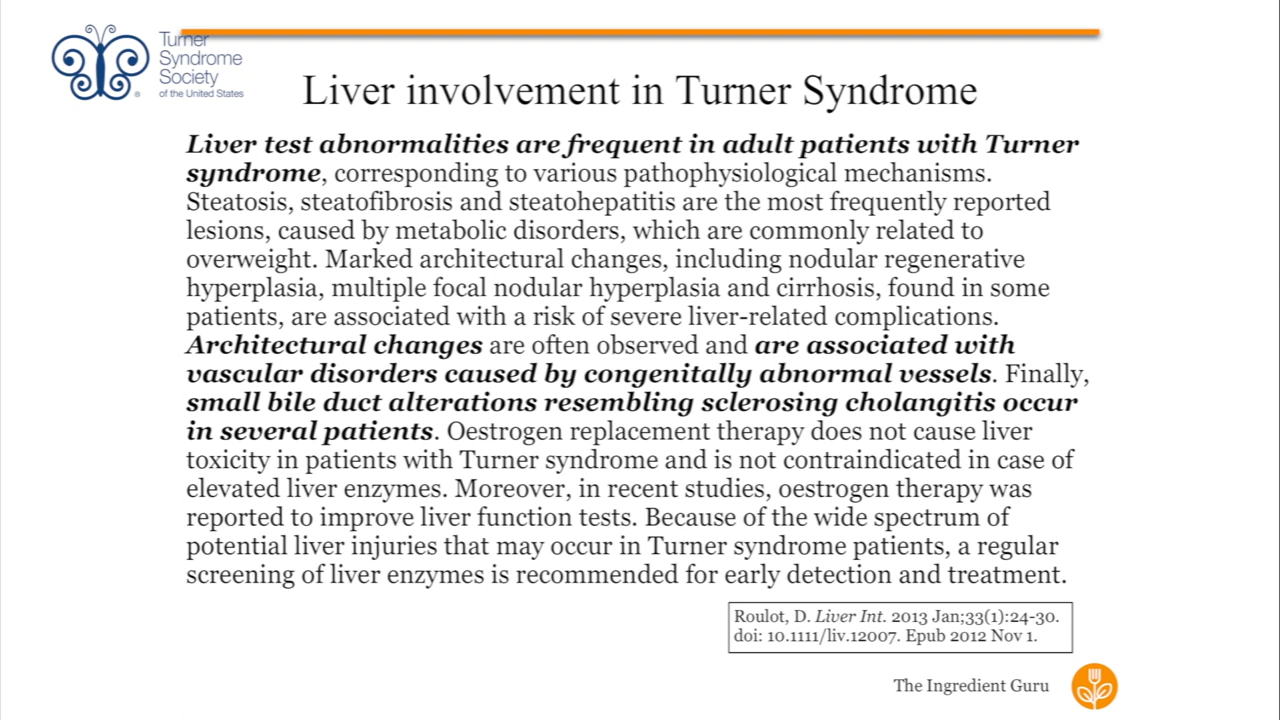 Turner
Syndrome
Society
of the United States
®
Liver involvement in Turner Syndrome
Liver test abnormalities are frequent in adult patients with Turner
syndrome, corresponding to various pathophysiological mechanisms.
Steatosis, steatofibrosis and steatohepatitis are the most frequently reported
lesions, caused by metabolic disorders, which are commonly related to
overweight. Marked architectural changes, including nodular regenerative
hyperplasia, multiple focal nodular hyperplasia and cirrhosis, found in some
patients, are associated with a risk of severe liver-related complications.
Architectural changes are often observed and are associated with
vascular disorders caused by congenitally abnormal vessels. Finally,
small bile duct alterations resembling sclerosing cholangitis occur
in several patients. Oestrogen replacement therapy does not cause liver
toxicity in patients with Turner syndrome and is not contraindicated in case of
elevated liver enzymes. Moreover, in recent studies, oestrogen therapy was
reported to improve liver function tests. Because of the wide spectrum of
potential liver injuries that may occur in Turner syndrome patients, a regular
screening of liver enzymes is recommended for early detection and treatment.
Roulot, D. Liver Int. 2013 Jan;33(1):24-30.
doi: 10.1111/liv.12007. Epub 2012 Nov 1.
The Ingredient Guru